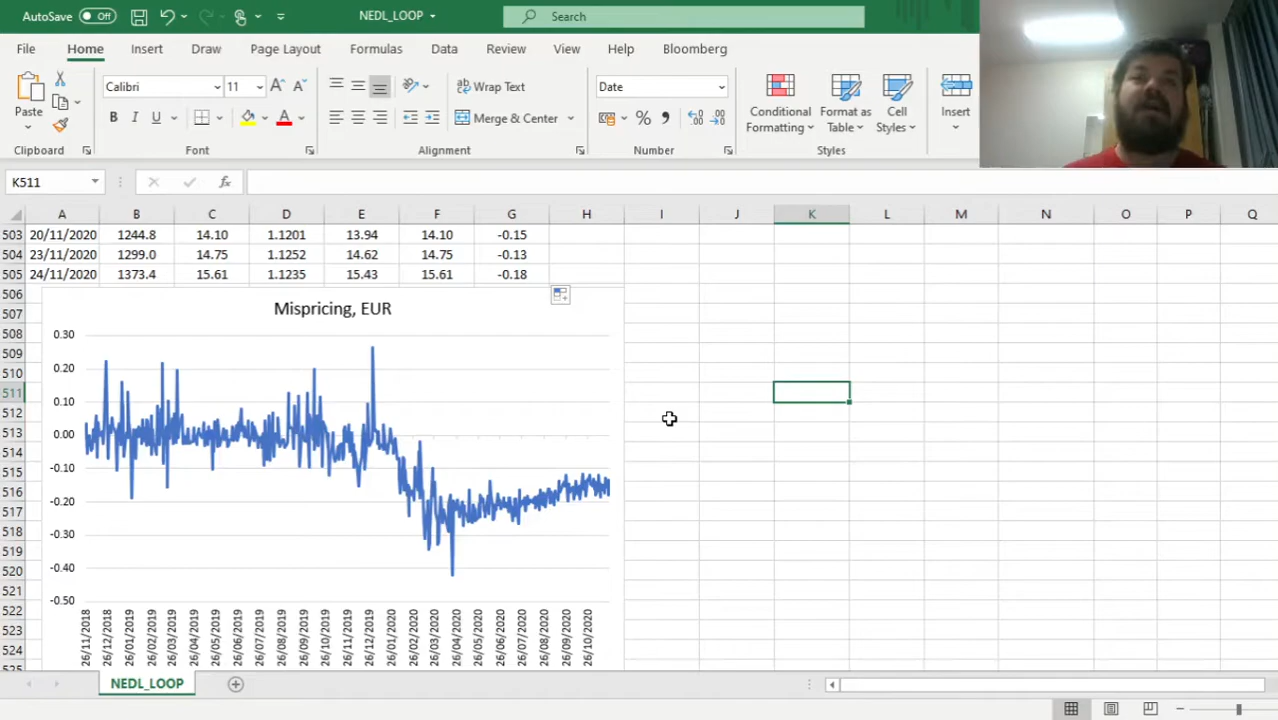 AutoSave Off NEDL_LOOP Search
File Home Insert Draw Page Layout Formulas Data Review View Help Bloomberg
Calibri 11 Wrap Text Date
Paste B I U Merge & Center Conditional Formatting Format as Table Cell Styles Insert
Clipboard Font Alignment Number Styles
K511 fx
A B C D E F G H I J K L M N O P Q
503 20/11/2020 1244.8 14.10 1.1201 13.94 14.10 -0.15
504 23/11/2020 1299.0 14.75 1.1252 14.62 14.75 -0.13
505 24/11/2020 1373.4 15.61 1.1235 15.43 15.61 -0.18
506
507
508
509
510
511
512
513
514
515
516
517
518
519
520
521
522
523
524
525
Mispricing, EUR
0.30
0.20
0.10
0.00
-0.10
-0.20
-0.30
-0.40
-0.50
26/11/2018 26/12/2018 26/01/2019 26/02/2019 26/03/2019 26/04/2019 26/05/2019 26/06/2019 26/07/2019 26/08/2019 26/09/2019 26/10/2019 26/11/2019 26/12/2019 26/01/2020 26/02/2020 26/03/2020 26/04/2020 26/05/2020 26/06/2020 26/07/2020 26/08/2020 26/09/2020 26/10/2020
NEDL_LOOP